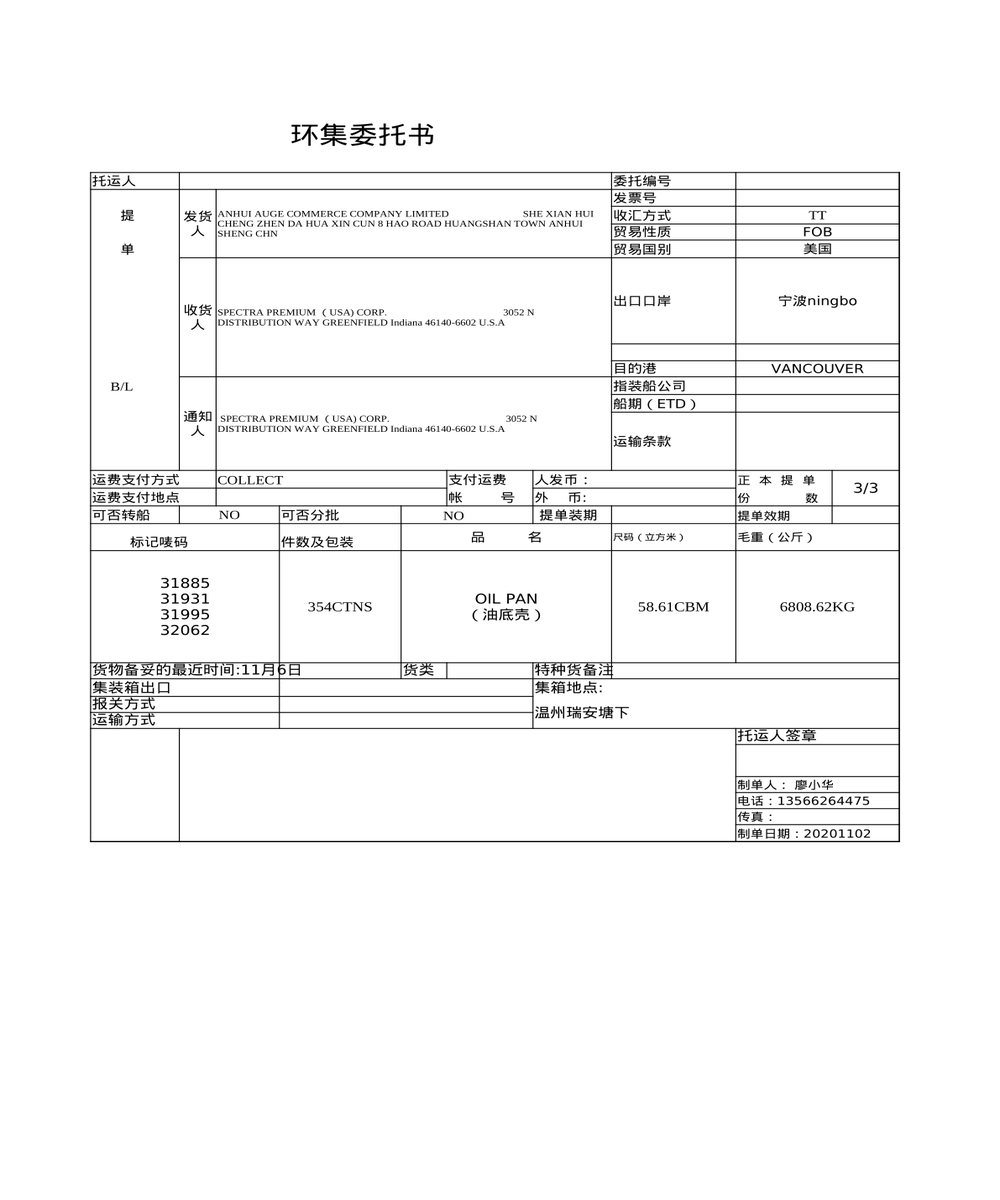 环集委托书
托运人
委托编号
提
单
B/L
发货人
ANHUI AUGE COMMERCE COMPANY LIMITED SHE XIAN HUI
CHENG ZHEN DA HUA XIN CUN 8 HAO ROAD HUANGSHAN TOWN ANHUI
SHENG CHN
发票号
收汇方式 TT
贸易性质 FOB
贸易国别 美国
收货人
SPECTRA PREMIUM （USA) CORP. 3052 N
DISTRIBUTION WAY GREENFIELD Indiana 46140-6602 U.S.A
出口口岸 宁波ningbo
目的港 VANCOUVER
通知人
SPECTRA PREMIUM （USA) CORP. 3052 N
DISTRIBUTION WAY GREENFIELD Indiana 46140-6602 U.S.A
指装船公司
船期（ETD）
运输条款
运费支付方式 COLLECT 支付运费 人发币： 正本提单 3/3
运费支付地点 帐 号 外 币: 份 数
可否转船 NO 可否分批 NO 提单装期 提单效期
标记唛码 件数及包装 品 名 尺码（立方米） 毛重（公斤）
31885
31931
31995
32062
354CTNS
OIL PAN
（油底壳）
58.61CBM
6808.62KG
货物备妥的最近时间:11月6日 货类 特种货备注
集装箱出口 集箱地点:
报关方式
温州瑞安塘下
运输方式
托运人签章
制单人： 廖小华
电话：13566264475
传真：
制单日期：20201102